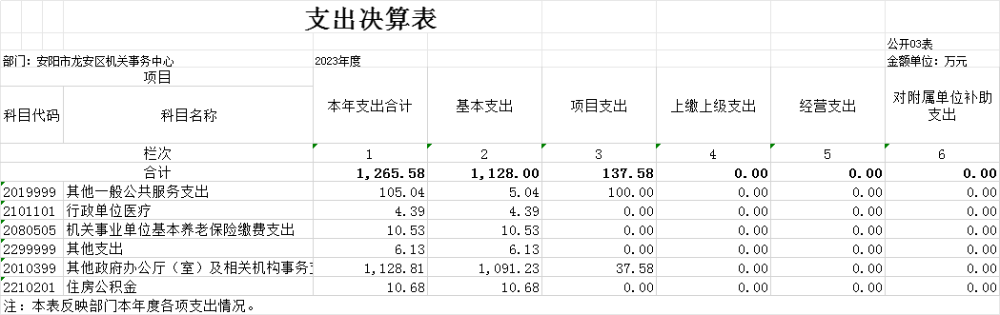 支出决算表
公开03表
部门：安阳市龙安区机关事务中心 2023年度 金额单位：万元
项目 本年支出合计 基本支出 项目支出 上缴上级支出 经营支出 对附属单位补助支出
科目代码 科目名称
栏次 1 2 3 4 5 6
合计 1,265.58 1,128.00 137.58 0.00 0.00 0.00
2019999 其他一般公共服务支出 105.04 5.04 100.00 0.00 0.00 0.00
2101101 行政单位医疗 4.39 4.39 0.00 0.00 0.00 0.00
2080505 机关事业单位基本养老保险缴费支出 10.53 10.53 0.00 0.00 0.00 0.00
2299999 其他支出 6.13 6.13 0.00 0.00 0.00 0.00
2010399 其他政府办公厅（室）及相关机构事务 1,128.81 1,091.23 37.58 0.00 0.00 0.00
2210201 住房公积金 10.68 10.68 0.00 0.00 0.00 0.00
注：本表反映部门本年度各项支出情况。